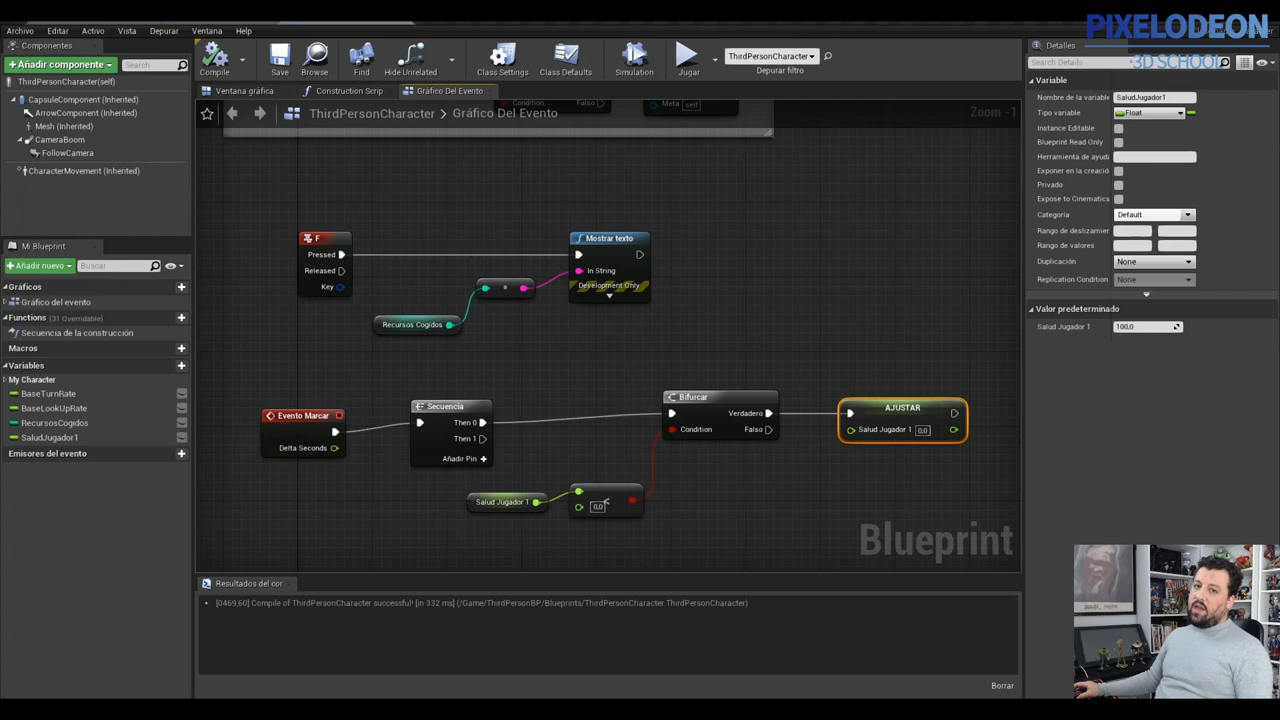 Archivo Editar Activo Vista Depurar Ventana Help
PIXELODEON
3D SCHOOL
Componentes
Añadir componente
Search
ThirdPersonCharacter(self)
CapsuleComponent (Inherited)
ArrowComponent (Inherited)
Mesh (Inherited)
CameraBoom
FollowCamera
CharacterMovement (Inherited)
Mi Blueprint
Añadir nuevo
Buscar
Gráficos
Gráfico del evento
Functions (31 Overridable)
Secuencia de la construcción
Macros
Variables
My Character
BaseTurnRate
BaseLookUpRate
RecursosCogidos
SaludJugador1
Emisores del evento
Compile
Save
Browse
Find
Hide Unrelated
Class Settings
Class Defaults
Simulation
Jugar
ThirdPersonCharacter
Depurar filtro
Ventana gráfica
Construction Scrip
Gráfico Del Evento
Condition Falso
Meta self
ThirdPersonCharacter > Gráfico Del Evento
Zoom -1
F
Pressed
Released
Key
Mostrar texto
In String
Development Only
Recursos Cogidos
Evento Marcar
Delta Seconds
Secuencia
Then 0
Then 1
Añadir Pin
Bifurcar
Verdadero
Condition Falso
AJUSTAR
Salud Jugador 1 0,0
Salud Jugador 1
0,0 <
Blueprint
Resultados del cor
[0469,60] Compile of ThirdPersonCharacter successful! [in 332 ms] (/Game/ThirdPersonBP/Blueprints/ThirdPersonCharacter.ThirdPersonCharacter)
Borrar
Detalles
Search Details
Variable
Nombre de la variable SaludJugador1
Tipo variable Float
Instance Editable
Blueprint Read Only
Herramienta de ayuda
Exponer en la creació
Privado
Expose to Cinematics
Categoría Default
Rango de deslizamier
Rango de valores
Duplicación None
Replication Condition None
Valor predeterminado
Salud Jugador 1 100,0